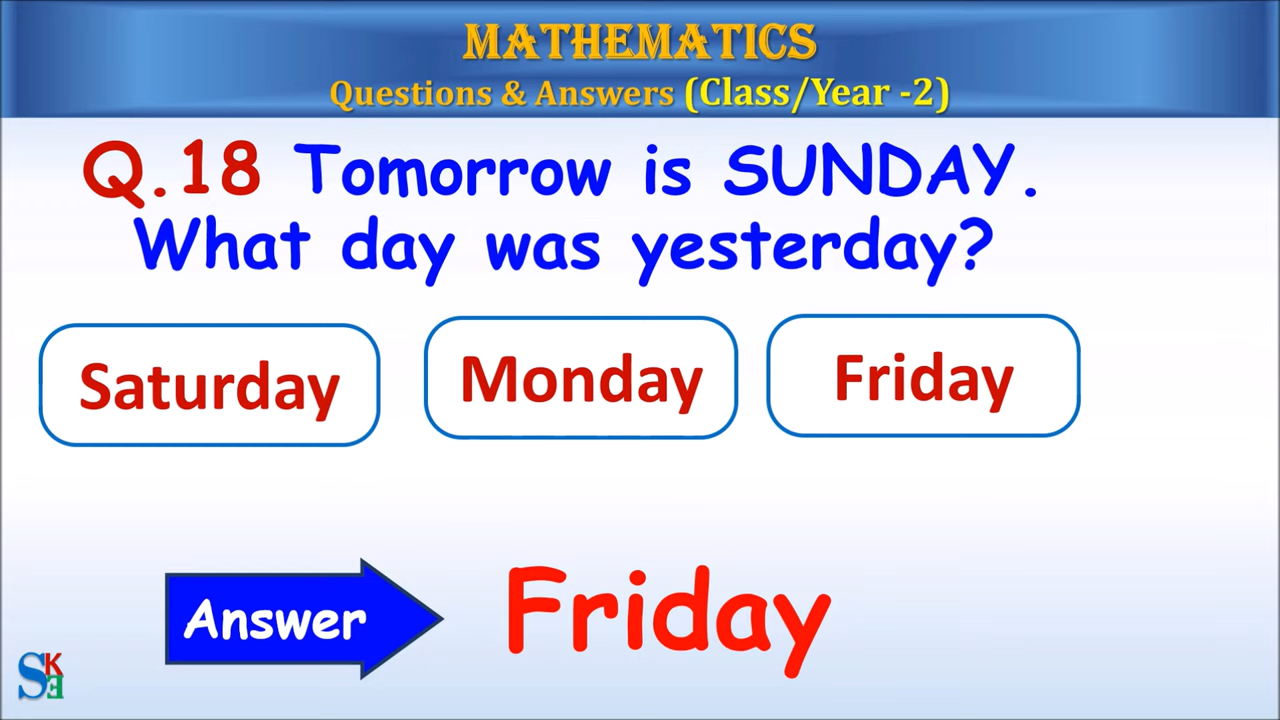 MATHEMATICS
Questions & Answers (Class/Year -2)
Q.18 Tomorrow is SUNDAY.
What day was yesterday?
Saturday Monday Friday
Answer Friday
SKE